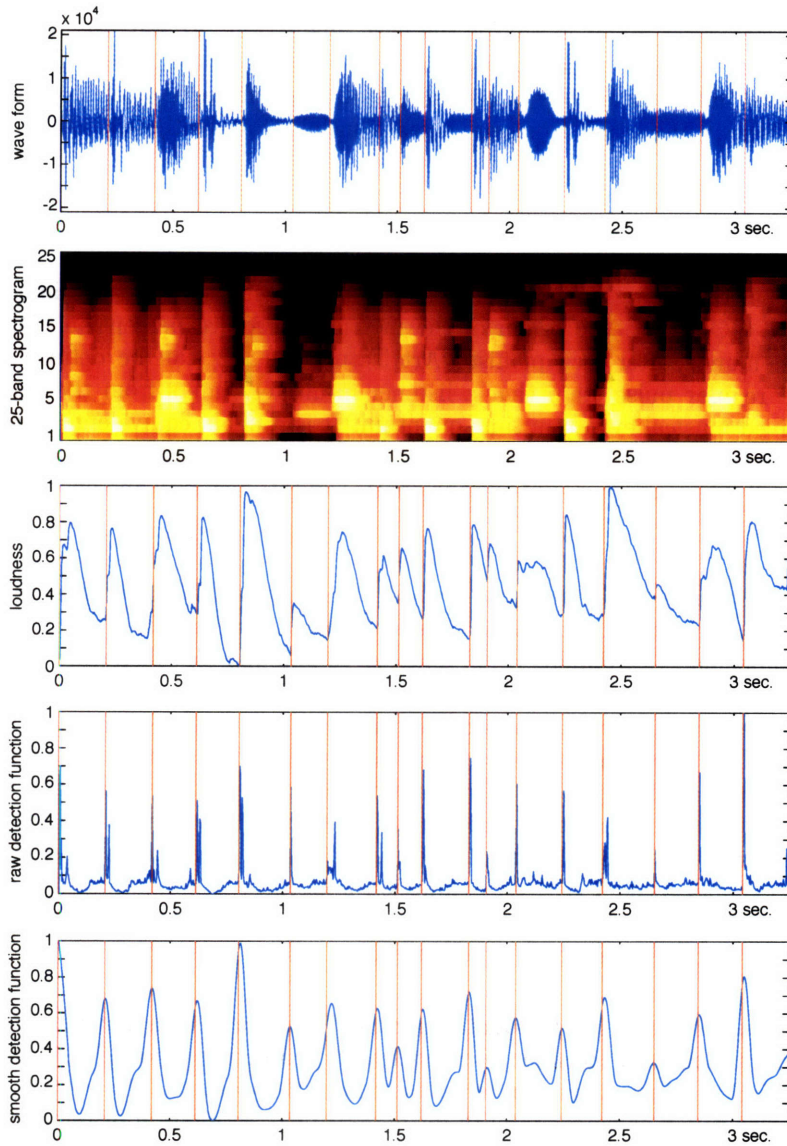 x 10⁴
2
1
0
-1
-2
wave form
0 0.5 1 1.5 2 2.5 3 sec.
25
20
15
10
5
1
25-band spectrogram
0 0.5 1 1.5 2 2.5 3 sec.
1
0.8
0.6
0.4
0.2
0
loudness
0 0.5 1 1.5 2 2.5 3 sec.
1
0.8
0.6
0.4
0.2
0
raw detection function
0 0.5 1 1.5 2 2.5 3 sec.
1
0.8
0.6
0.4
0.2
0
smooth detection function
0 0.5 1 1.5 2 2.5 3 sec.